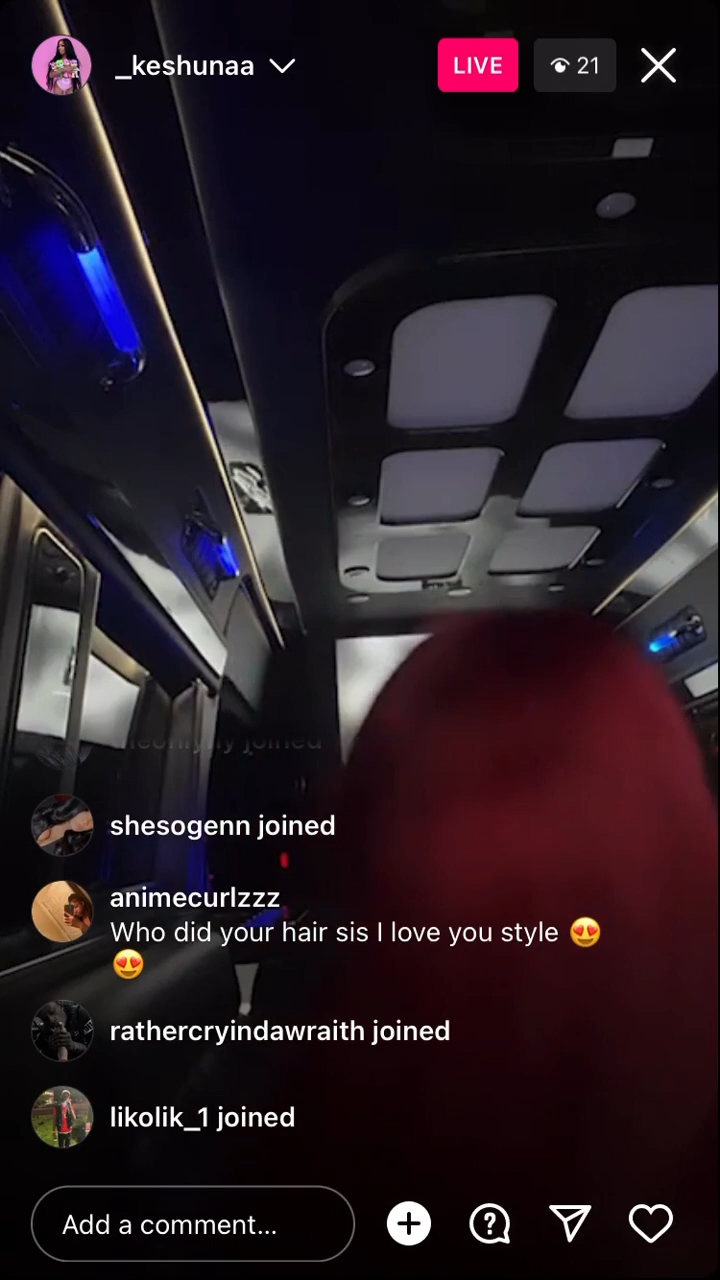 _keshunaa
LIVE
21
joined
shesogenn joined
animecurlzzz
Who did your hair sis I love you style 😍
😍
rathercryindawraith joined
likolik_1 joined
Add a comment...